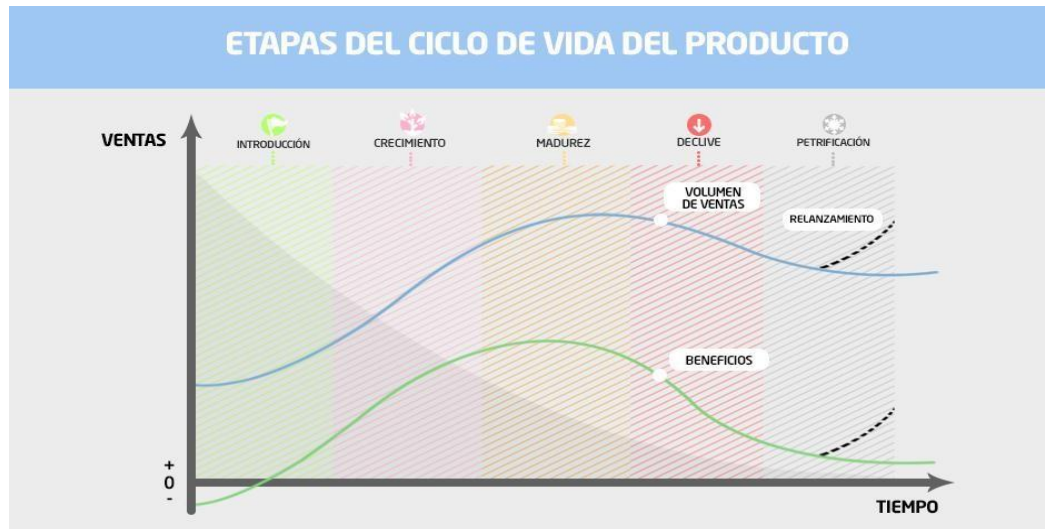 ETAPAS DEL CICLO DE VIDA DEL PRODUCTO
VENTAS
INTRODUCCIÓN
CRECIMIENTO
MADUREZ
DECLIVE
PETRIFICACIÓN
VOLUMEN
DE VENTAS
RELANZAMIENTO
BENEFICIOS
+
0
-
TIEMPO